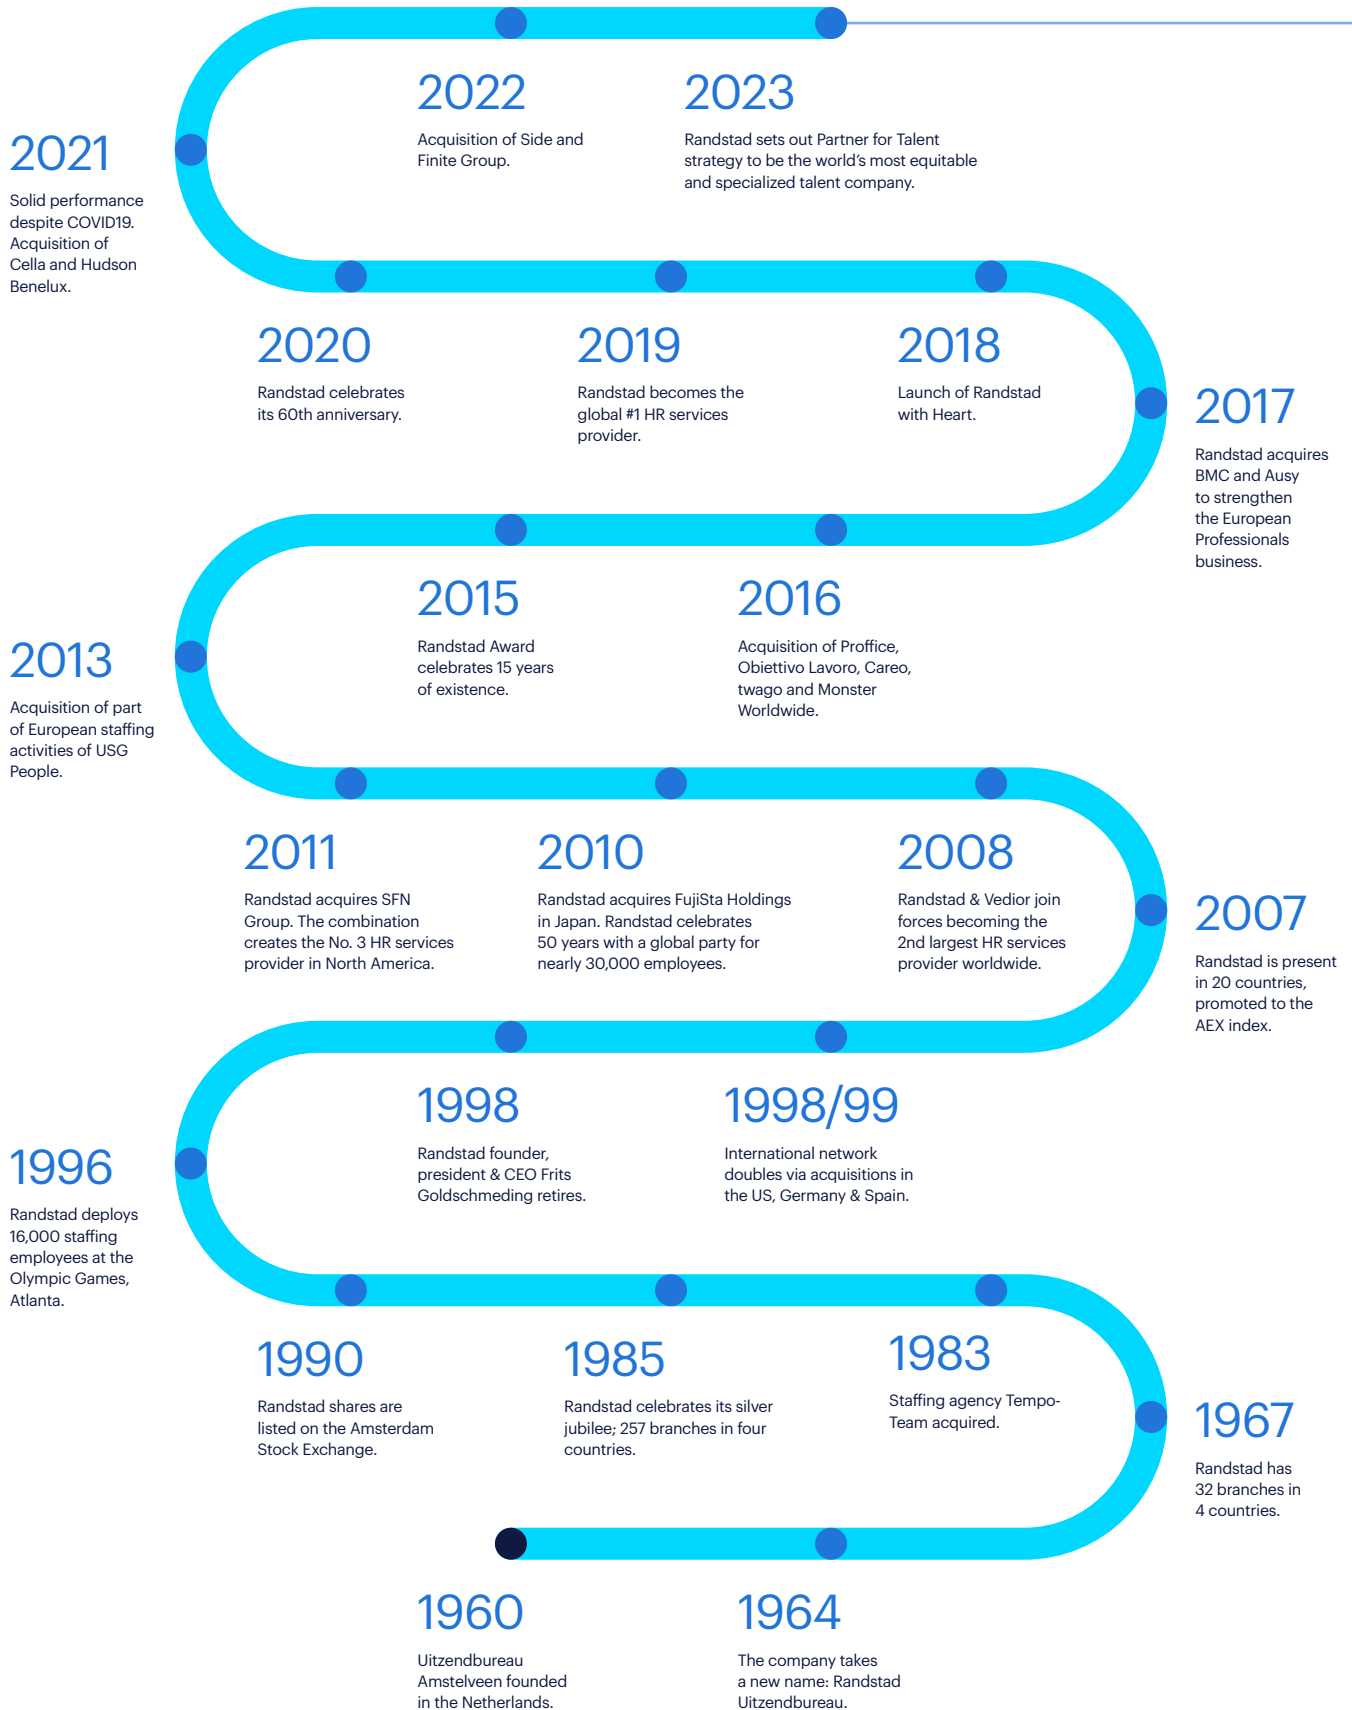 2022
Acquisition of Side and
Finite Group.
2023
Randstad sets out Partner for Talent
strategy to be the world’s most equitable
and specialized talent company.
2021
Solid performance
despite COVID19.
Acquisition of
Cella and Hudson
Benelux.
2020
Randstad celebrates
its 60th anniversary.
2019
Randstad becomes the
global #1 HR services
provider.
2018
Launch of Randstad
with Heart.
2017
Randstad acquires
BMC and Ausy
to strengthen
the European
Professionals
business.
2015
Randstad Award
celebrates 15 years
of existence.
2016
Acquisition of Proffice,
Obiettivo Lavoro, Careo,
twago and Monster
Worldwide.
2013
Acquisition of part
of European staffing
activities of USG
People.
2011
Randstad acquires SFN
Group. The combination
creates the No. 3 HR services
provider in North America.
2010
Randstad acquires FujiSta Holdings
in Japan. Randstad celebrates
50 years with a global party for
nearly 30,000 employees.
2008
Randstad & Vedior join
forces becoming the
2nd largest HR services
provider worldwide.
2007
Randstad is present
in 20 countries,
promoted to the
AEX index.
1998
Randstad founder,
president & CEO Frits
Goldschmeding retires.
1998/99
International network
doubles via acquisitions in
the US, Germany & Spain.
1996
Randstad deploys
16,000 staffing
employees at the
Olympic Games,
Atlanta.
1990
Randstad shares are
listed on the Amsterdam
Stock Exchange.
1985
Randstad celebrates its silver
jubilee; 257 branches in four
countries.
1983
Staffing agency Tempo-
Team acquired.
1967
Randstad has
32 branches in
4 countries.
1960
Uitzendbureau
Amstelveen founded
in the Netherlands.
1964
The company takes
a new name: Randstad
Uitzendbureau.